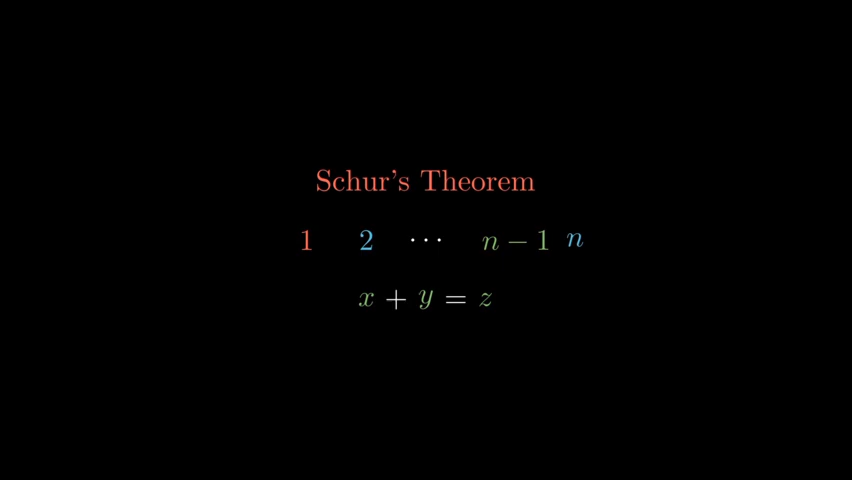 Schur's Theorem
1 2 ⋯ n − 1 n
x + y = z